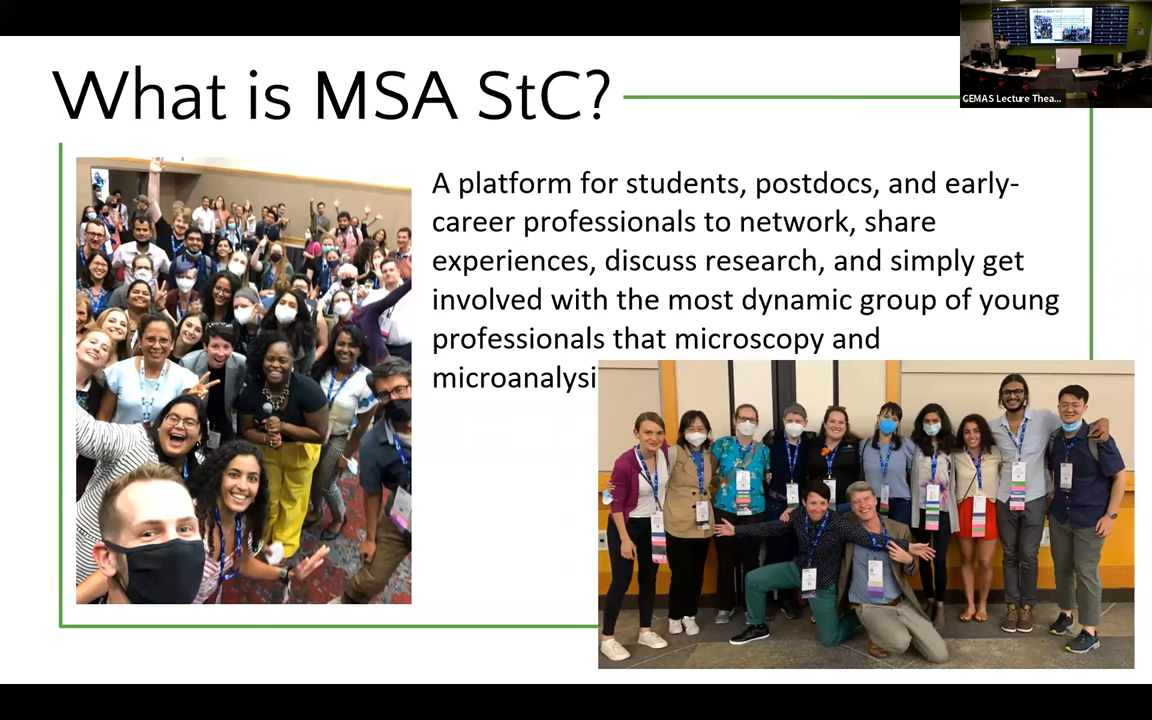 What is MSA StC?
GEMAS Lecture Thea...
A platform for students, postdocs, and early-
career professionals to network, share
experiences, discuss research, and simply get
involved with the most dynamic group of young
professionals that microscopy and
microanalysi